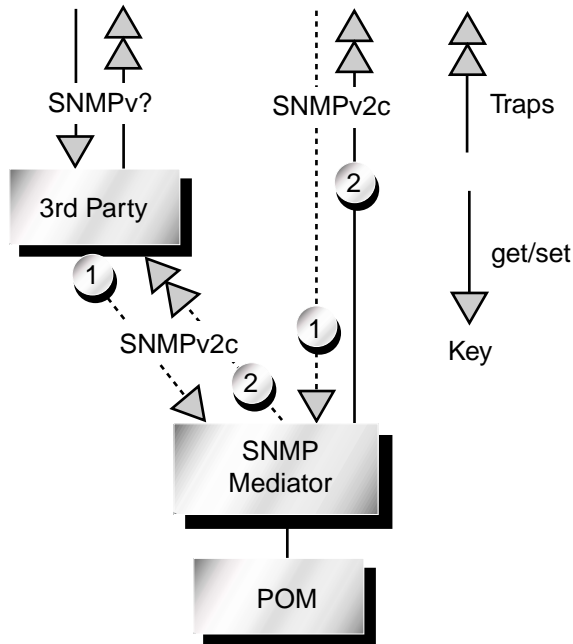 SNMPv?
SNMPv2c
Traps
2
3rd Party
get/set
1
SNMPv2c
1
Key
2
SNMP
Mediator
POM